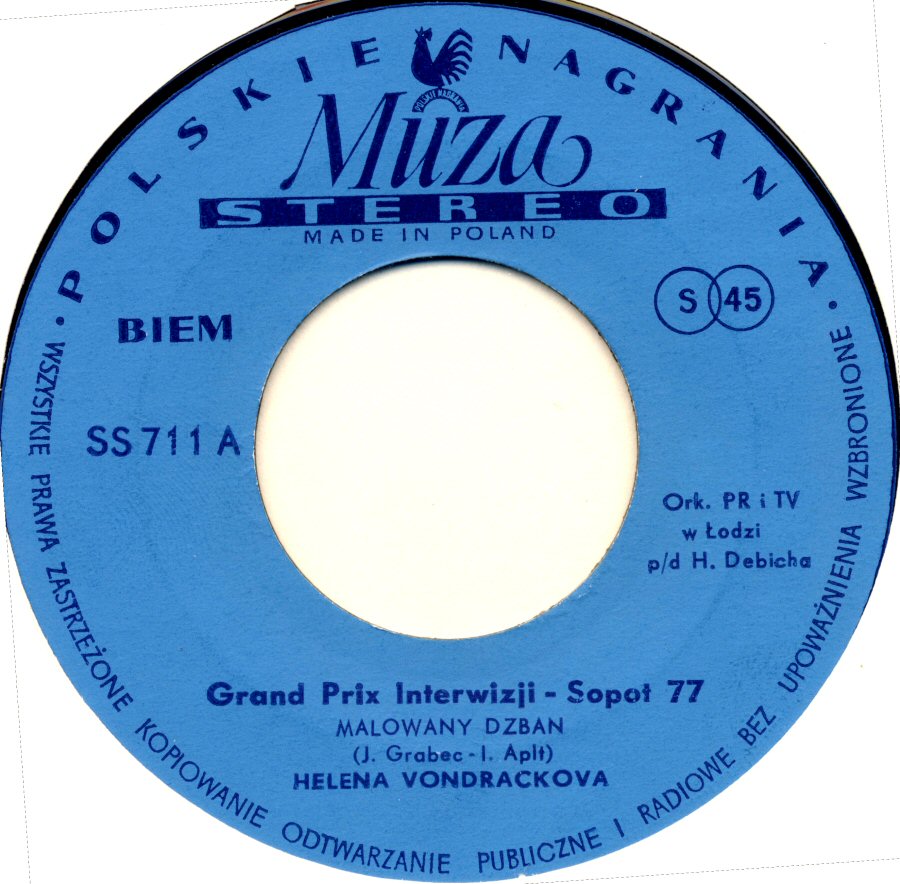 POLSKIE NAGRANIA
POLSKIE NAGRANIA
Muza
STEREO
MADE IN POLAND
BIEM
S 45
SS 711 A
Ork. PR i TV
w Łodzi
p/d H. Debicha
Grand Prix Interwizji - Sopot 77
MALOWANY DZBAN
(J. Grabec - I. Aplt)
HELENA VONDRACKOVA
• WSZYSTKIE PRAWA ZASTRZEŻONE KOPIOWANIE ODTWARZANIE PUBLICZNE I RADIOWE BEZ UPOWAŻNIENIA WZBRONIONE •